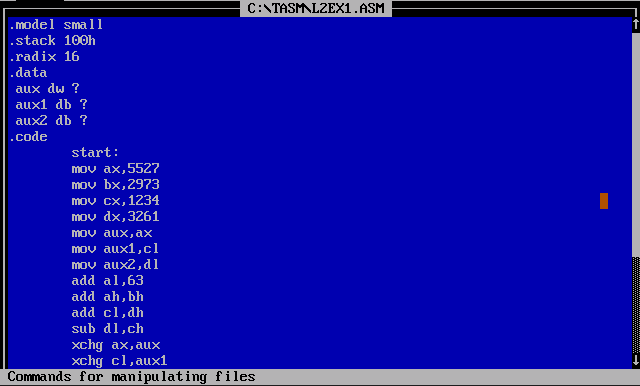 C:\TASM\L2EX1.ASM
.model small
.stack 100h
.radix 16
.data
aux dw ?
aux1 db ?
aux2 db ?
.code
start:
mov ax,5527
mov bx,2973
mov cx,1234
mov dx,3261
mov aux,ax
mov aux1,cl
mov aux2,dl
add al,63
add ah,bh
add cl,dh
sub dl,ch
xchg ax,aux
xchg cl,aux1
Commands for manipulating files